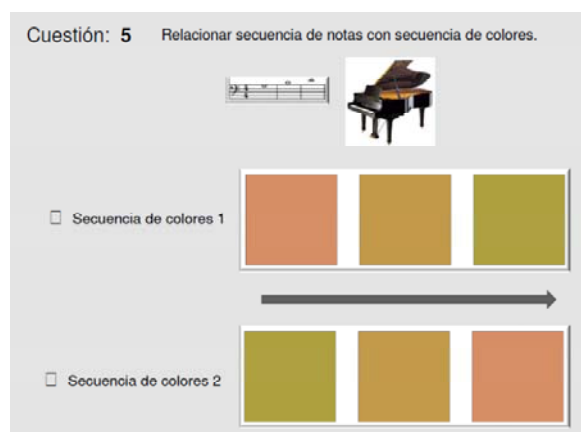 Cuestión: 5 Relacionar secuencia de notas con secuencia de colores.
Secuencia de colores 1
Secuencia de colores 2